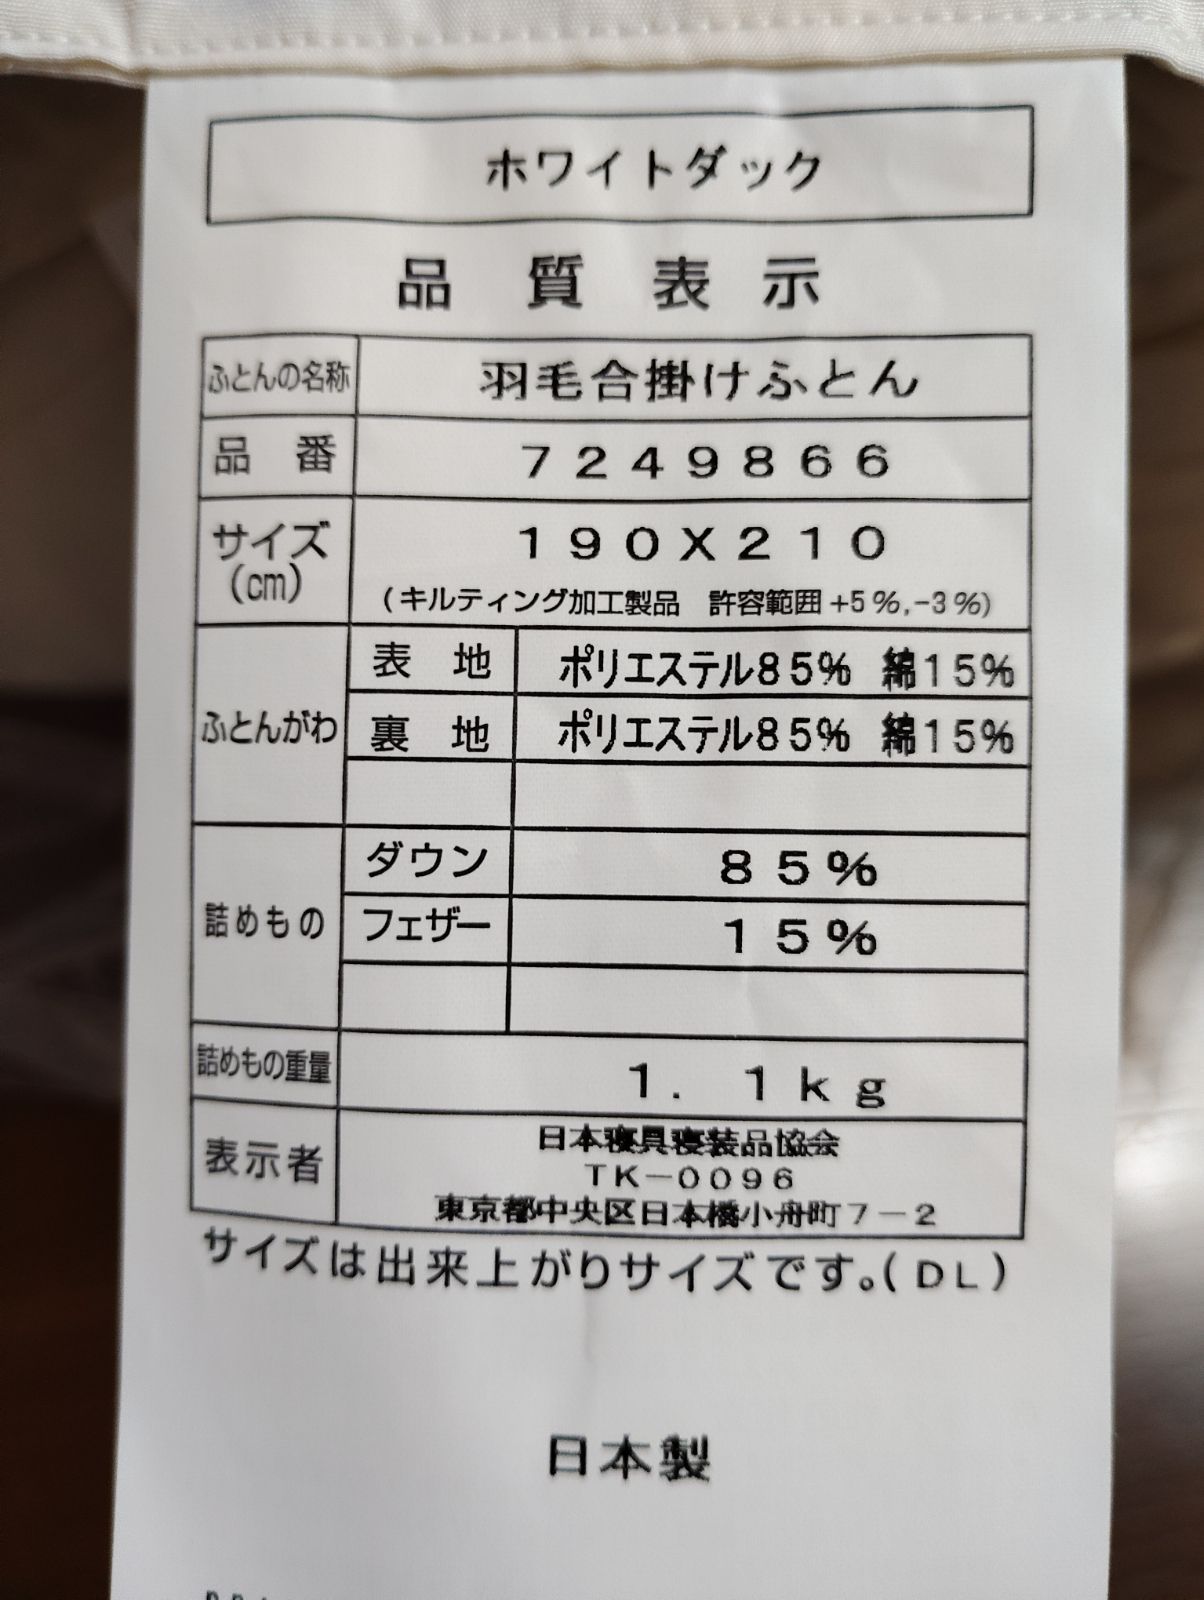 ホワイトダック
品質表示
ふとんの名称 羽毛合掛けふとん
品番 7249866
サイズ(cm) 190X210
(キルティング加工製品 許容範囲+5%,-3%)
ふとんがわ 表地 ポリエステル85% 綿15%
裏地 ポリエステル85% 綿15%
詰めもの ダウン 85%
フェザー 15%
詰めもの重量 1.1kg
表示者 日本寝具寝装品協会
TK-0096
東京都中央区日本橋小舟町7-2
サイズは出来上がりサイズです。(DL)
日本製